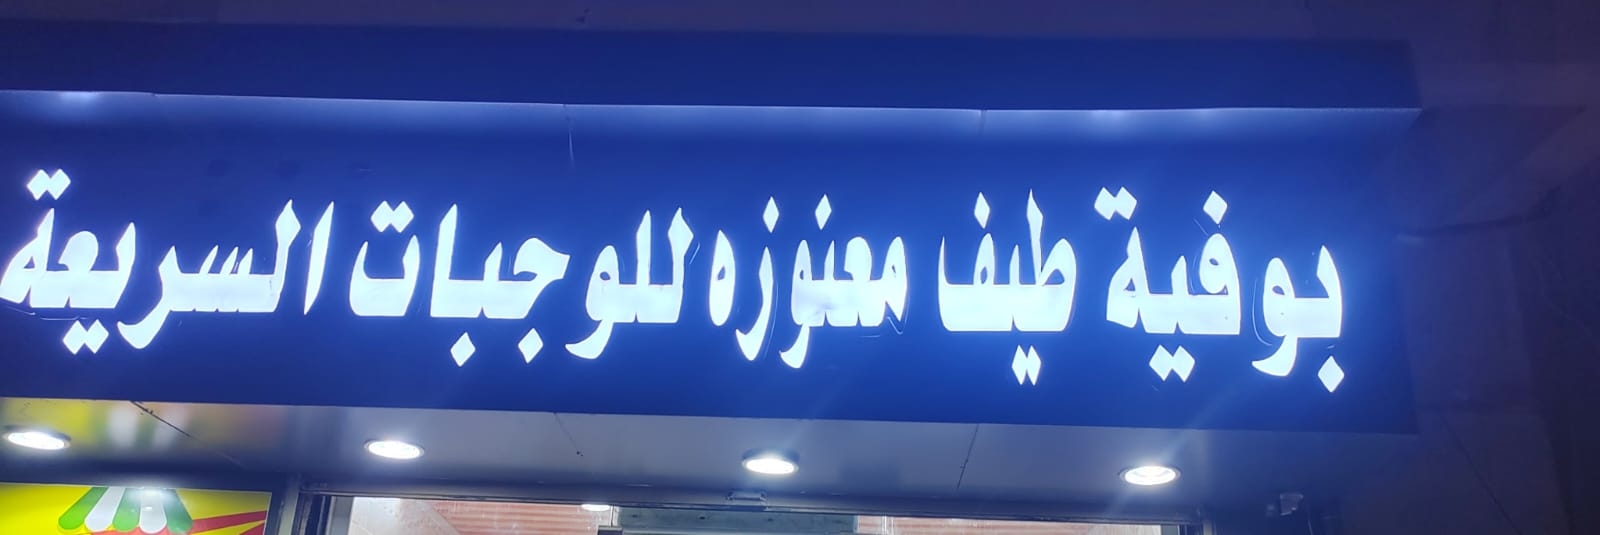 بوفية طيف معنوزه للوجبات السريعة